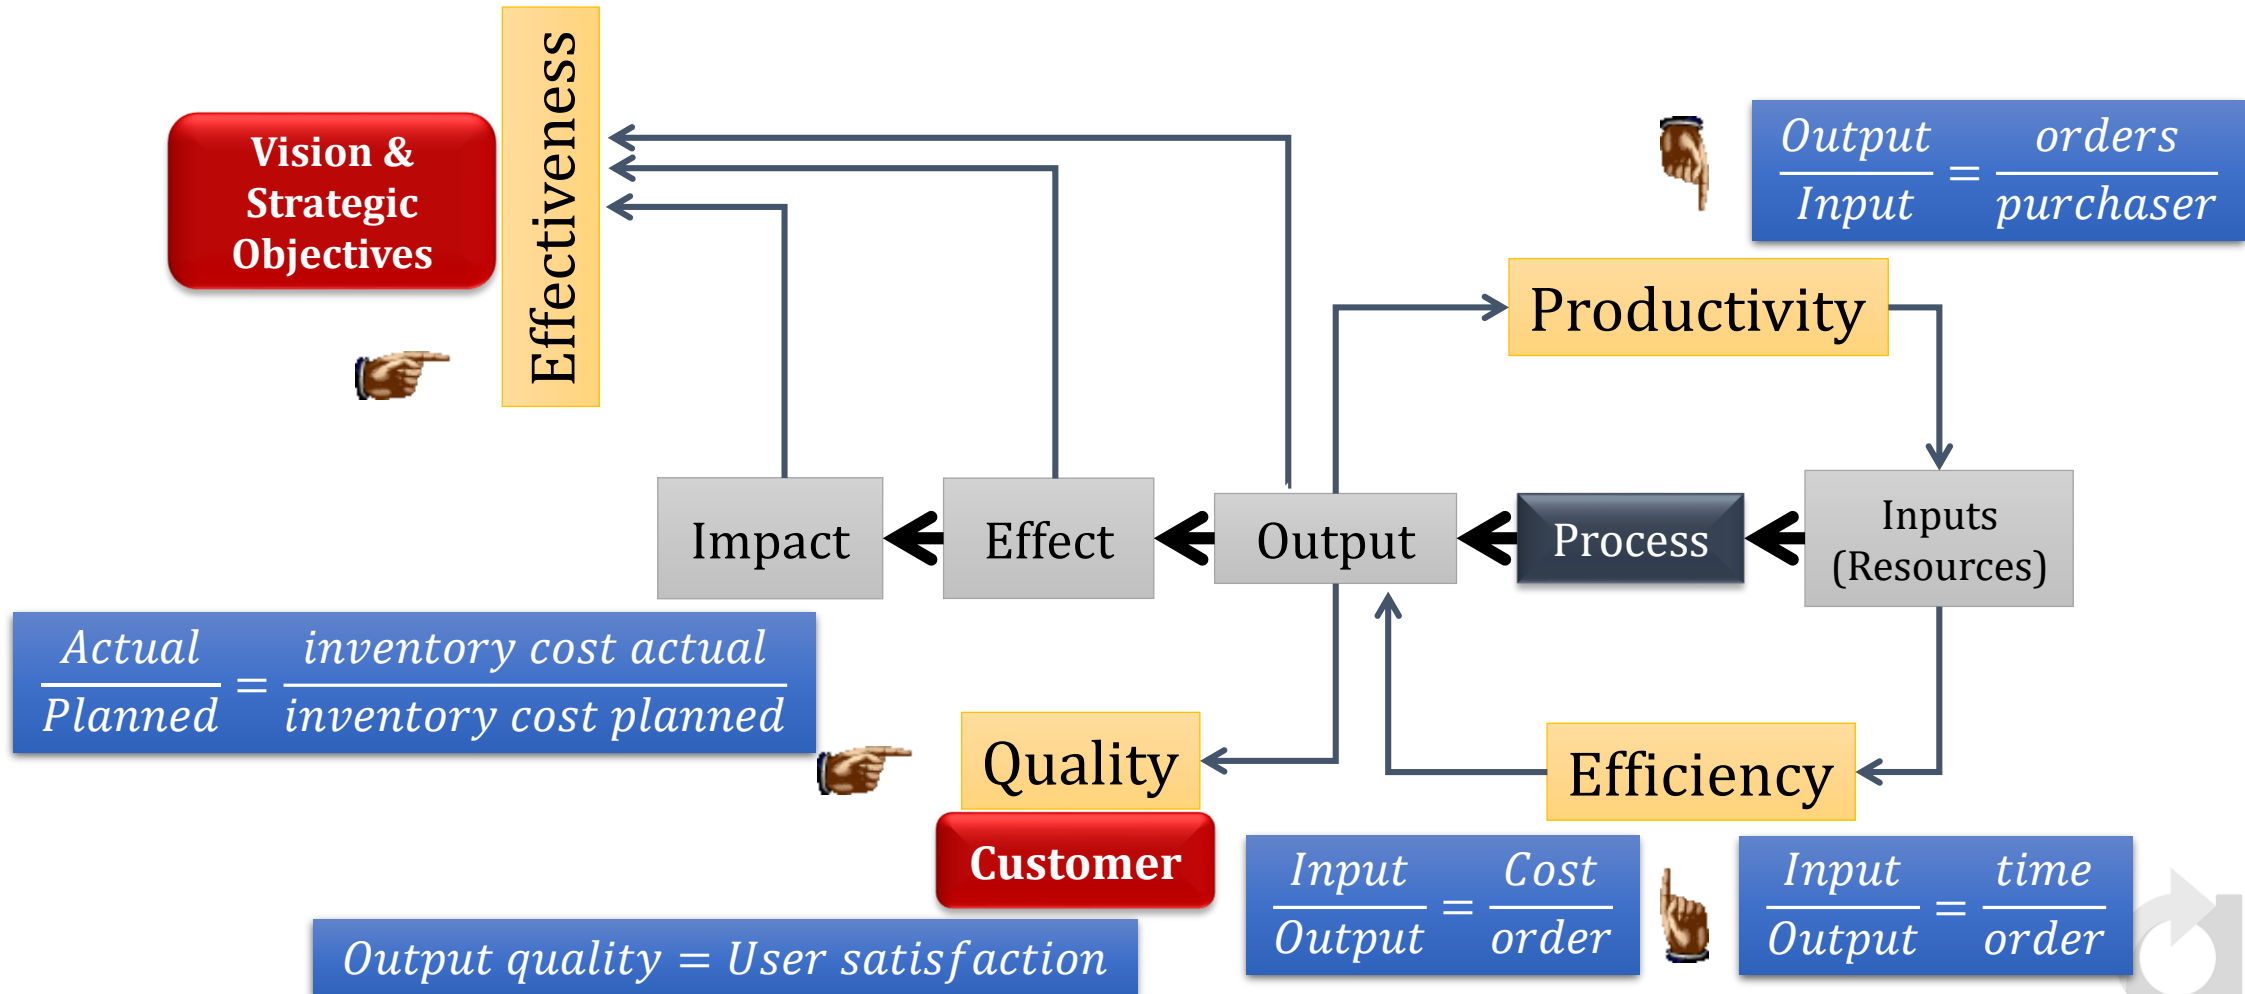 Effectiveness
Vision &
Strategic
Objectives
Output / Input = orders / purchaser
Productivity
Impact
Effect
Output
Process
Inputs
(Resources)
Actual / Planned = inventory cost actual / inventory cost planned
Quality
Customer
Efficiency
Input / Output = Cost / order
Input / Output = time / order
Output quality = User satisfaction